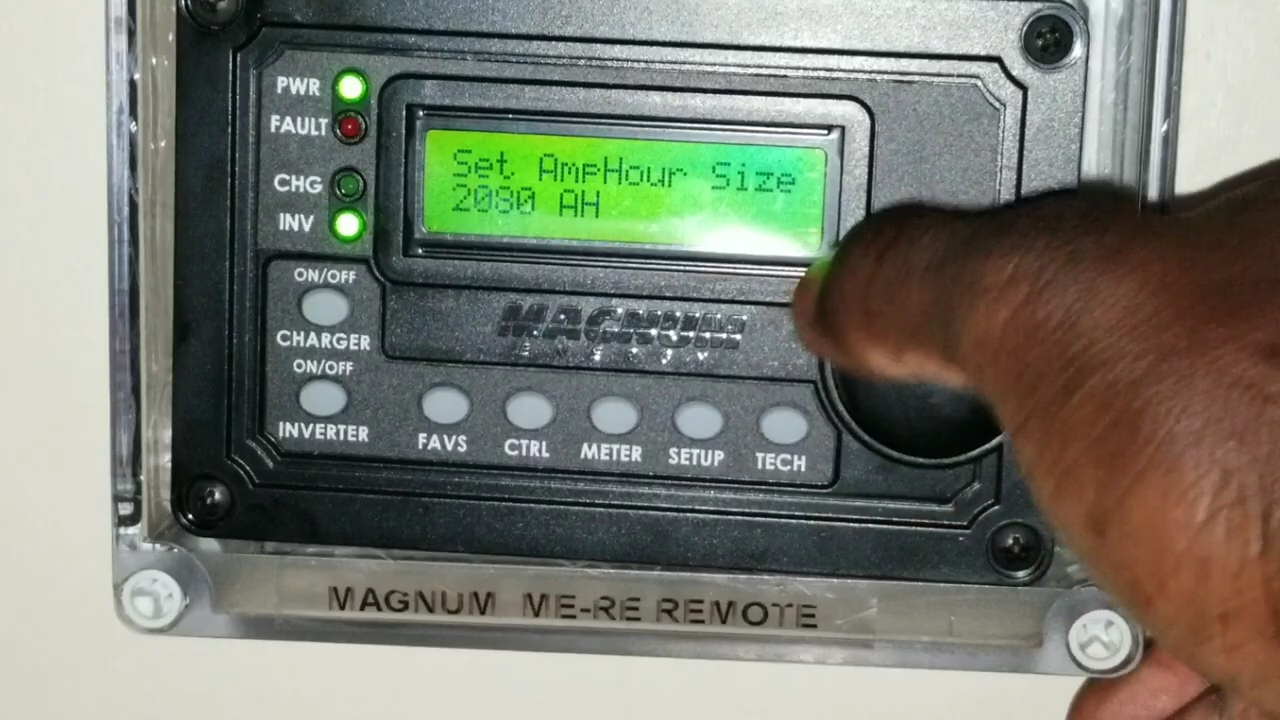 PWR
FAULT
CHG
INV
Set AmpHour Size
2080 AH
ON/OFF
CHARGER
ON/OFF
INVERTER
MAGNUM
ENERGY
FAVS
CTRL
METER
SETUP
TECH
MAGNUM ME-RE REMOTE